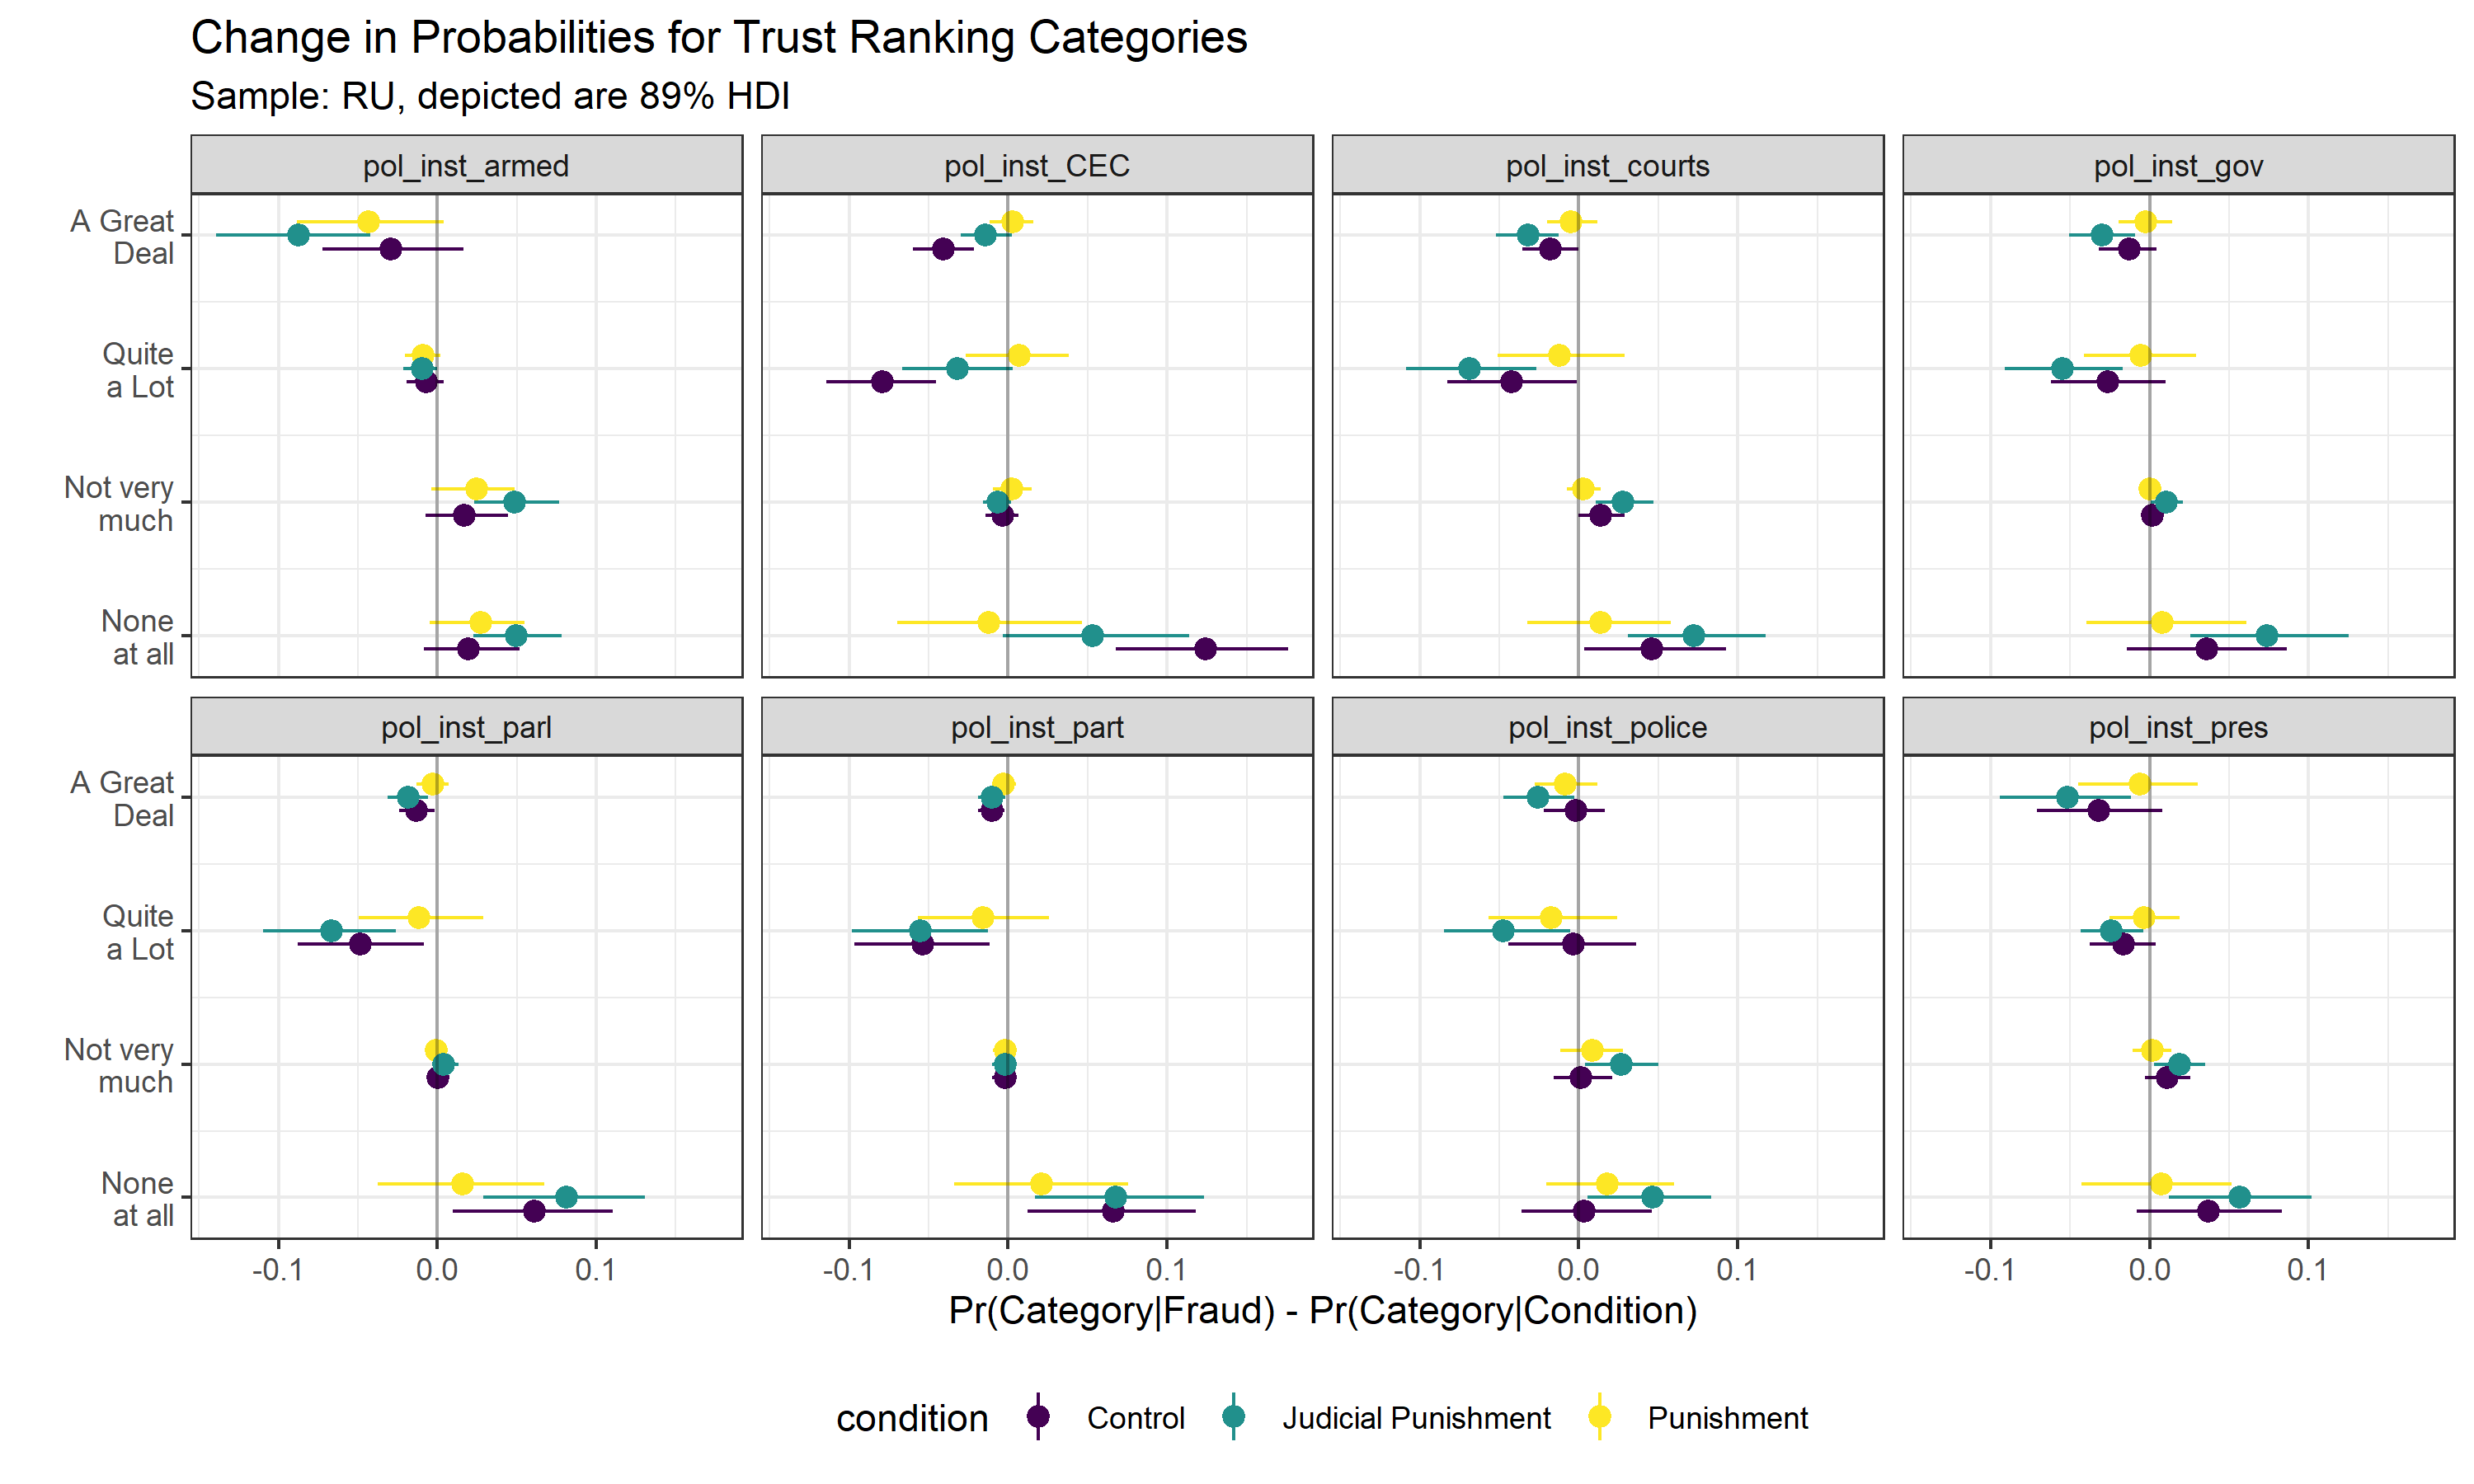 Change in Probabilities for Trust Ranking Categories
Sample: RU, depicted are 89% HDI
pol_inst_armed
pol_inst_CEC
pol_inst_courts
pol_inst_gov
A Great
Deal
Quite
a Lot
Not very
much
None
at all
pol_inst_parl
pol_inst_part
pol_inst_police
pol_inst_pres
A Great
Deal
Quite
a Lot
Not very
much
None
at all
-0.1 0.0 0.1
-0.1 0.0 0.1
-0.1 0.0 0.1
-0.1 0.0 0.1
Pr(Category|Fraud) - Pr(Category|Condition)
condition Control Judicial Punishment Punishment